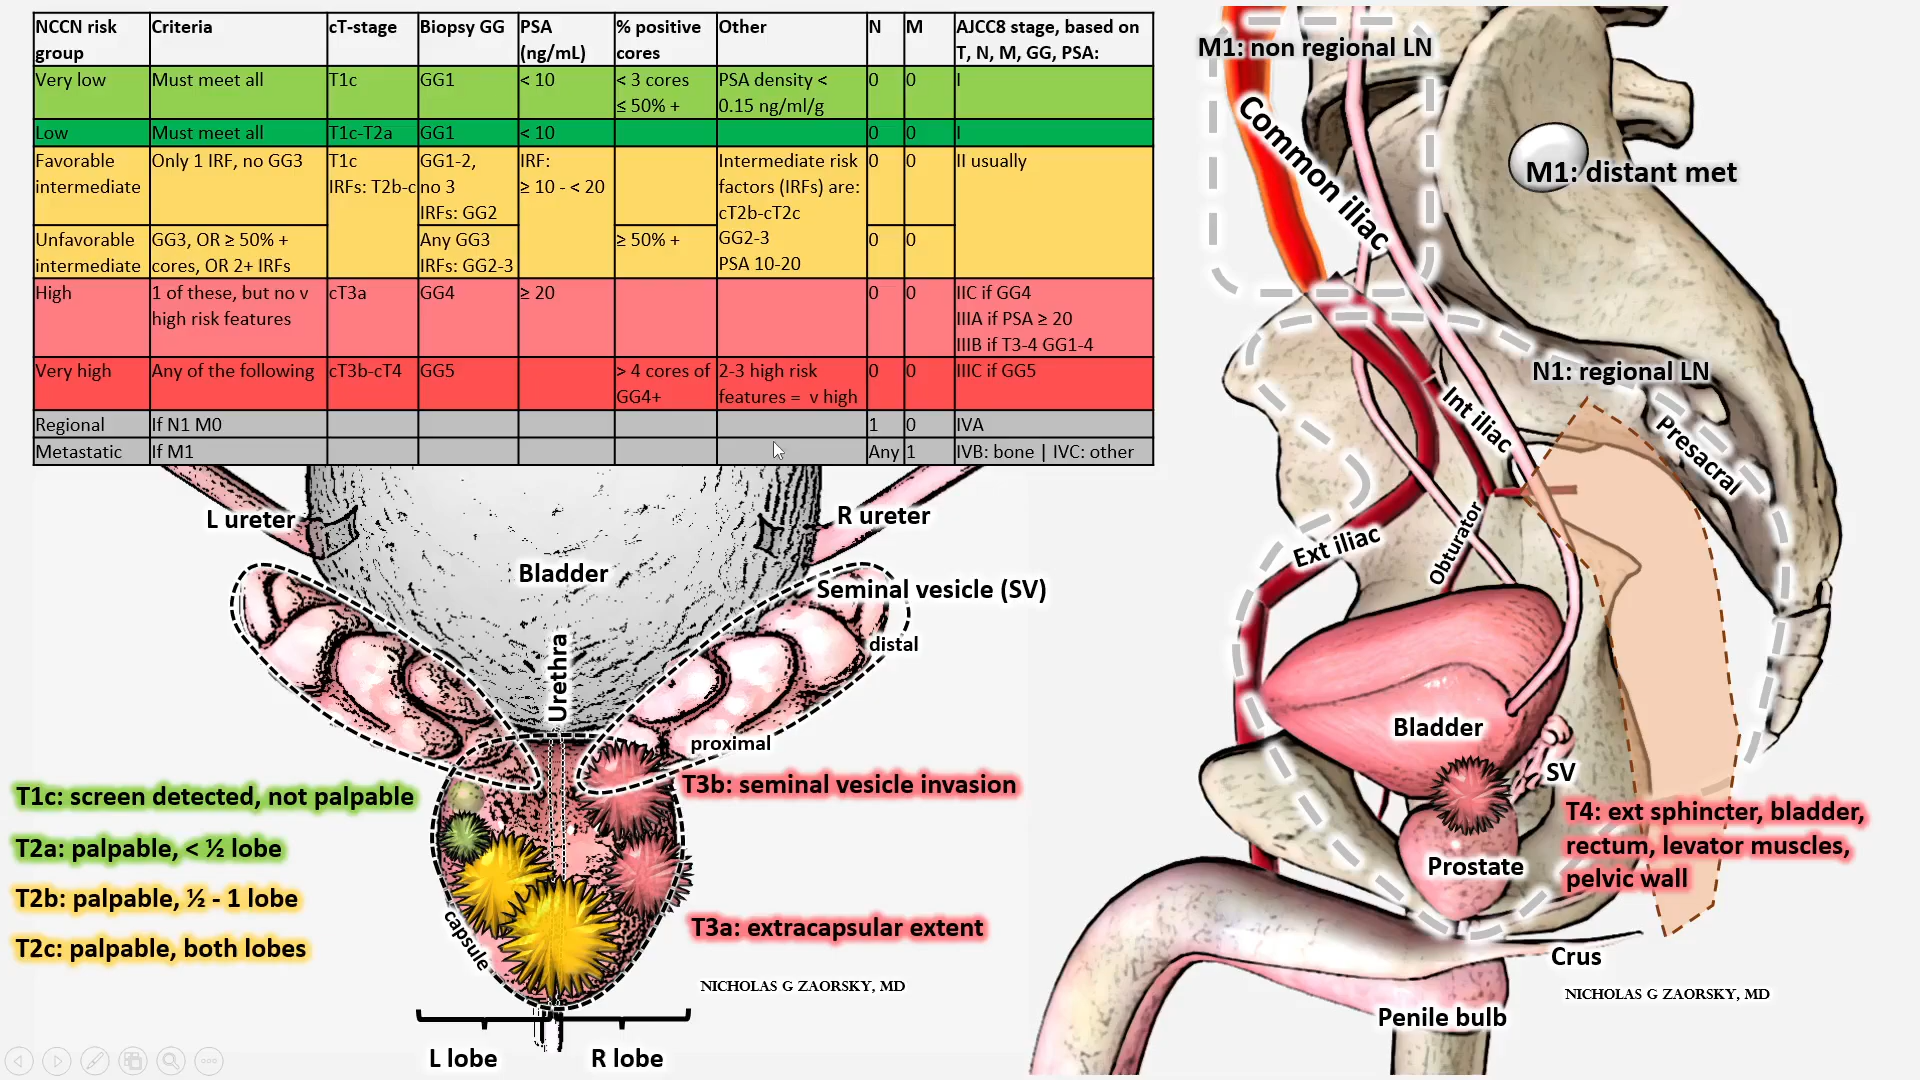 NCCN risk group | Criteria | cT-stage | Biopsy GG | PSA (ng/mL) | % positive cores | Other | N | M | AJCC8 stage, based on T, N, M, GG, PSA:
Very low | Must meet all | T1c | GG1 | < 10 | < 3 cores ≤ 50% + | PSA density < 0.15 ng/ml/g | 0 | 0 | I
Low | Must meet all | T1c-T2a | GG1 | < 10 | | | 0 | 0 | I
Favorable intermediate | Only 1 IRF, no GG3 | T1c IRFs: T2b-c | GG1-2, no 3 IRFs: GG2 | IRF: ≥ 10 - < 20 | | Intermediate risk factors (IRFs) are: cT2b-cT2c GG2-3 PSA 10-20 | 0 | 0 | II usually
Unfavorable intermediate | GG3, OR ≥ 50% + cores, OR 2+ IRFs | | Any GG3 IRFs: GG2-3 | | ≥ 50% + | | 0 | 0 |
High | 1 of these, but no v high risk features | cT3a | GG4 | ≥ 20 | | | 0 | 0 | IIC if GG4 IIIA if PSA ≥ 20 IIIB if T3-4 GG1-4
Very high | Any of the following | cT3b-cT4 | GG5 | | > 4 cores of GG4+ | 2-3 high risk features = v high | 0 | 0 | IIIC if GG5
Regional | If N1 M0 | | | | | | 1 | 0 | IVA
Metastatic | If M1 | | | | | | Any | 1 | IVB: bone | IVC: other
L ureter
R ureter
Bladder
Seminal vesicle (SV)
distal
Urethra
proximal
T1c: screen detected, not palpable
T2a: palpable, < ½ lobe
T2b: palpable, ½ - 1 lobe
T2c: palpable, both lobes
T3b: seminal vesicle invasion
T3a: extracapsular extent
capsule
NICHOLAS G ZAORSKY, MD
L lobe
R lobe
M1: non regional LN
Common iliac
M1: distant met
N1: regional LN
Int iliac
Presacral
Ext iliac
Obturator
Bladder
SV
T4: ext sphincter, bladder,
rectum, levator muscles,
pelvic wall
Prostate
Crus
NICHOLAS G ZAORSKY, MD
Penile bulb